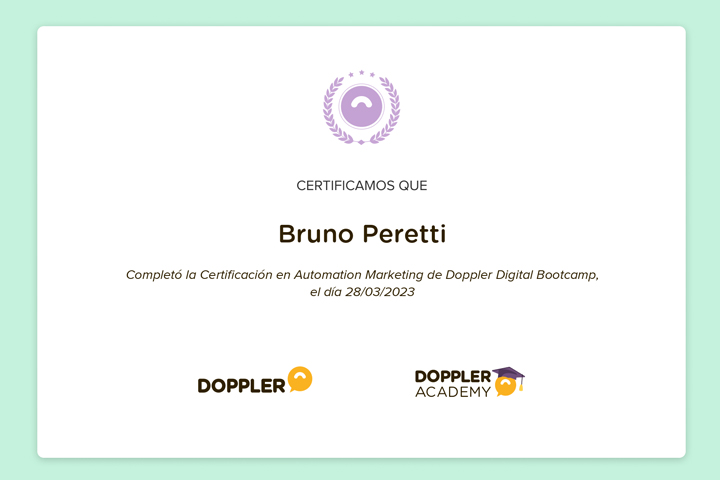 CERTIFICAMOS QUE
Bruno Peretti
Completó la Certificación en Automation Marketing de Doppler Digital Bootcamp,
el día 28/03/2023
DOPPLER
DOPPLER
ACADEMY